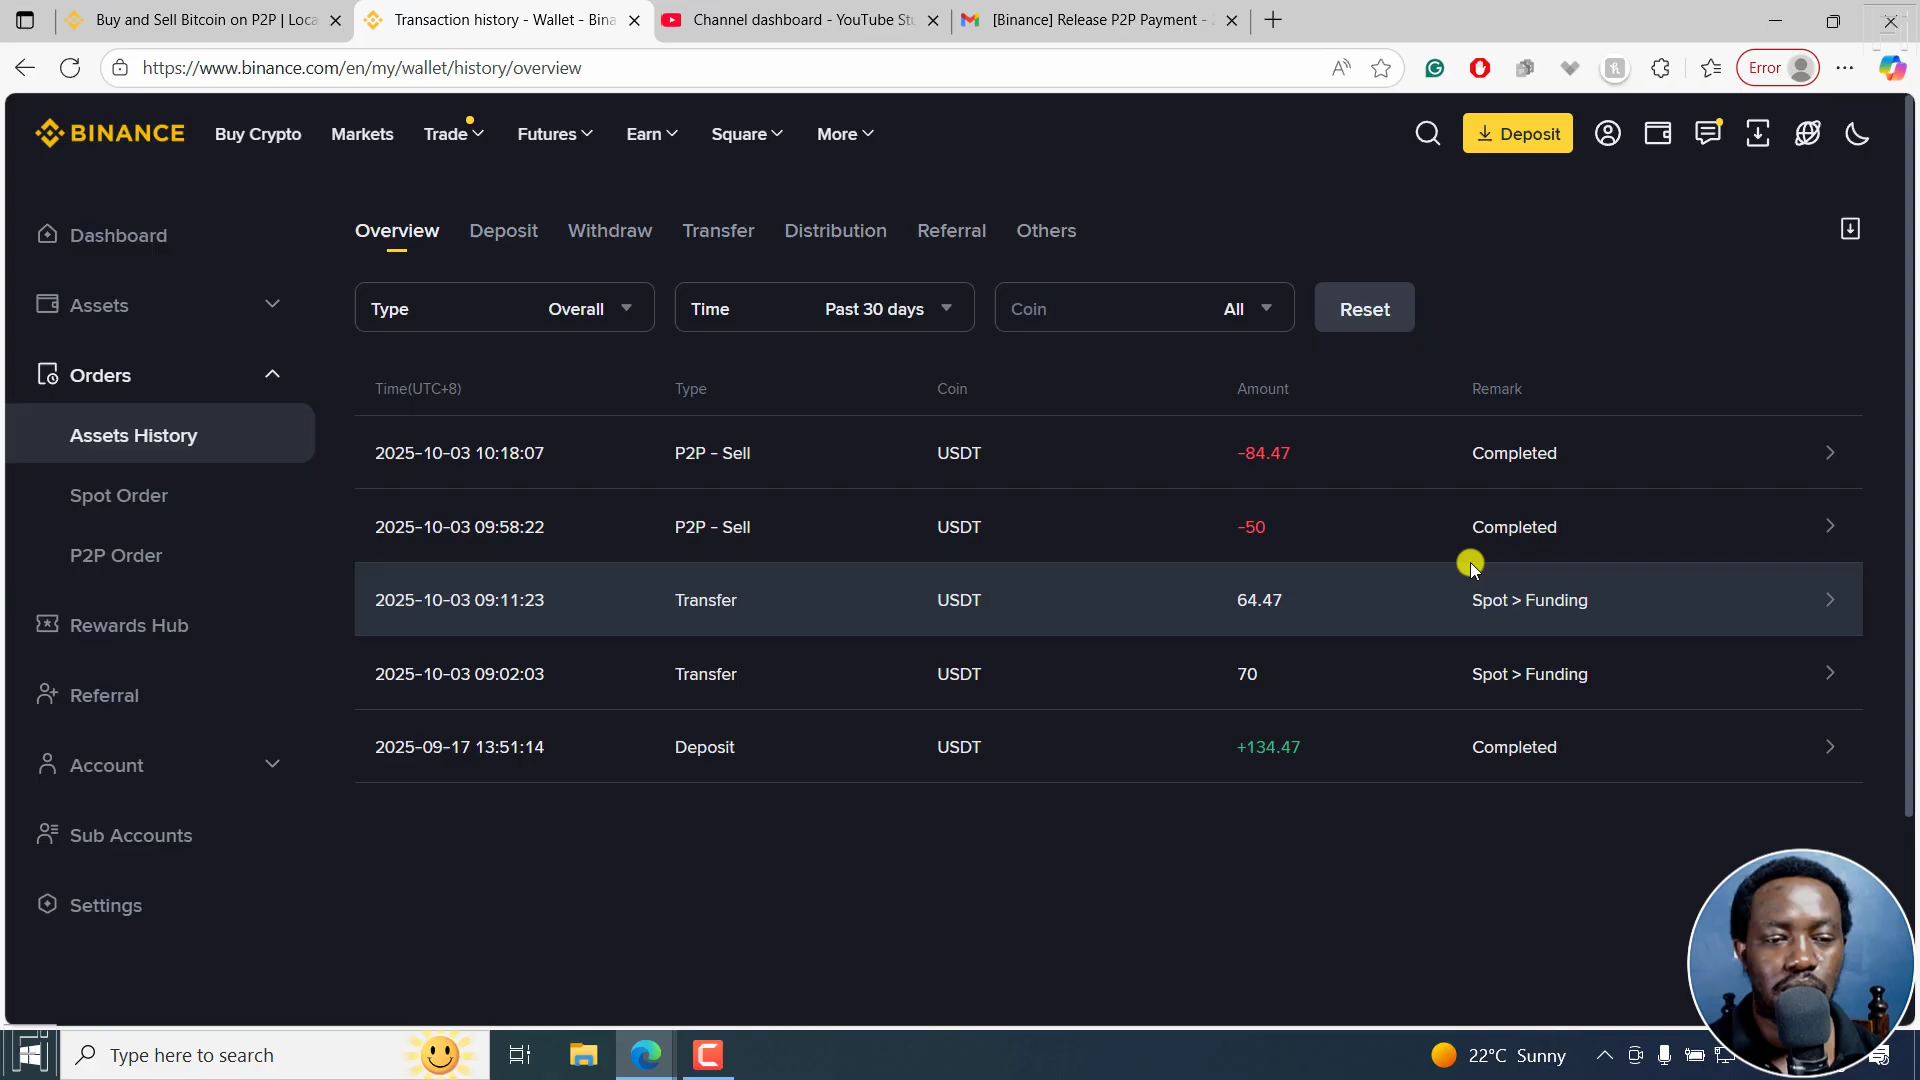 Buy and Sell Bitcoin on P2P | Loca
Transaction history - Wallet - Bina
Channel dashboard - YouTube St
[Binance] Release P2P Payment -
https://www.binance.com/en/my/wallet/history/overview
Error
BINANCE
Buy Crypto
Markets
Trade
Futures
Earn
Square
More
Deposit
Dashboard
Assets
Orders
Assets History
Spot Order
P2P Order
Rewards Hub
Referral
Account
Sub Accounts
Settings
Overview Deposit Withdraw Transfer Distribution Referral Others
Type Overall
Time Past 30 days
Coin All
Reset
Time(UTC+8) Type Coin Amount Remark
2025-10-03 10:18:07 P2P - Sell USDT -84.47 Completed
2025-10-03 09:58:22 P2P - Sell USDT -50 Completed
2025-10-03 09:11:23 Transfer USDT 64.47 Spot > Funding
2025-10-03 09:02:03 Transfer USDT 70 Spot > Funding
2025-09-17 13:51:14 Deposit USDT +134.47 Completed
Type here to search
22°C Sunny